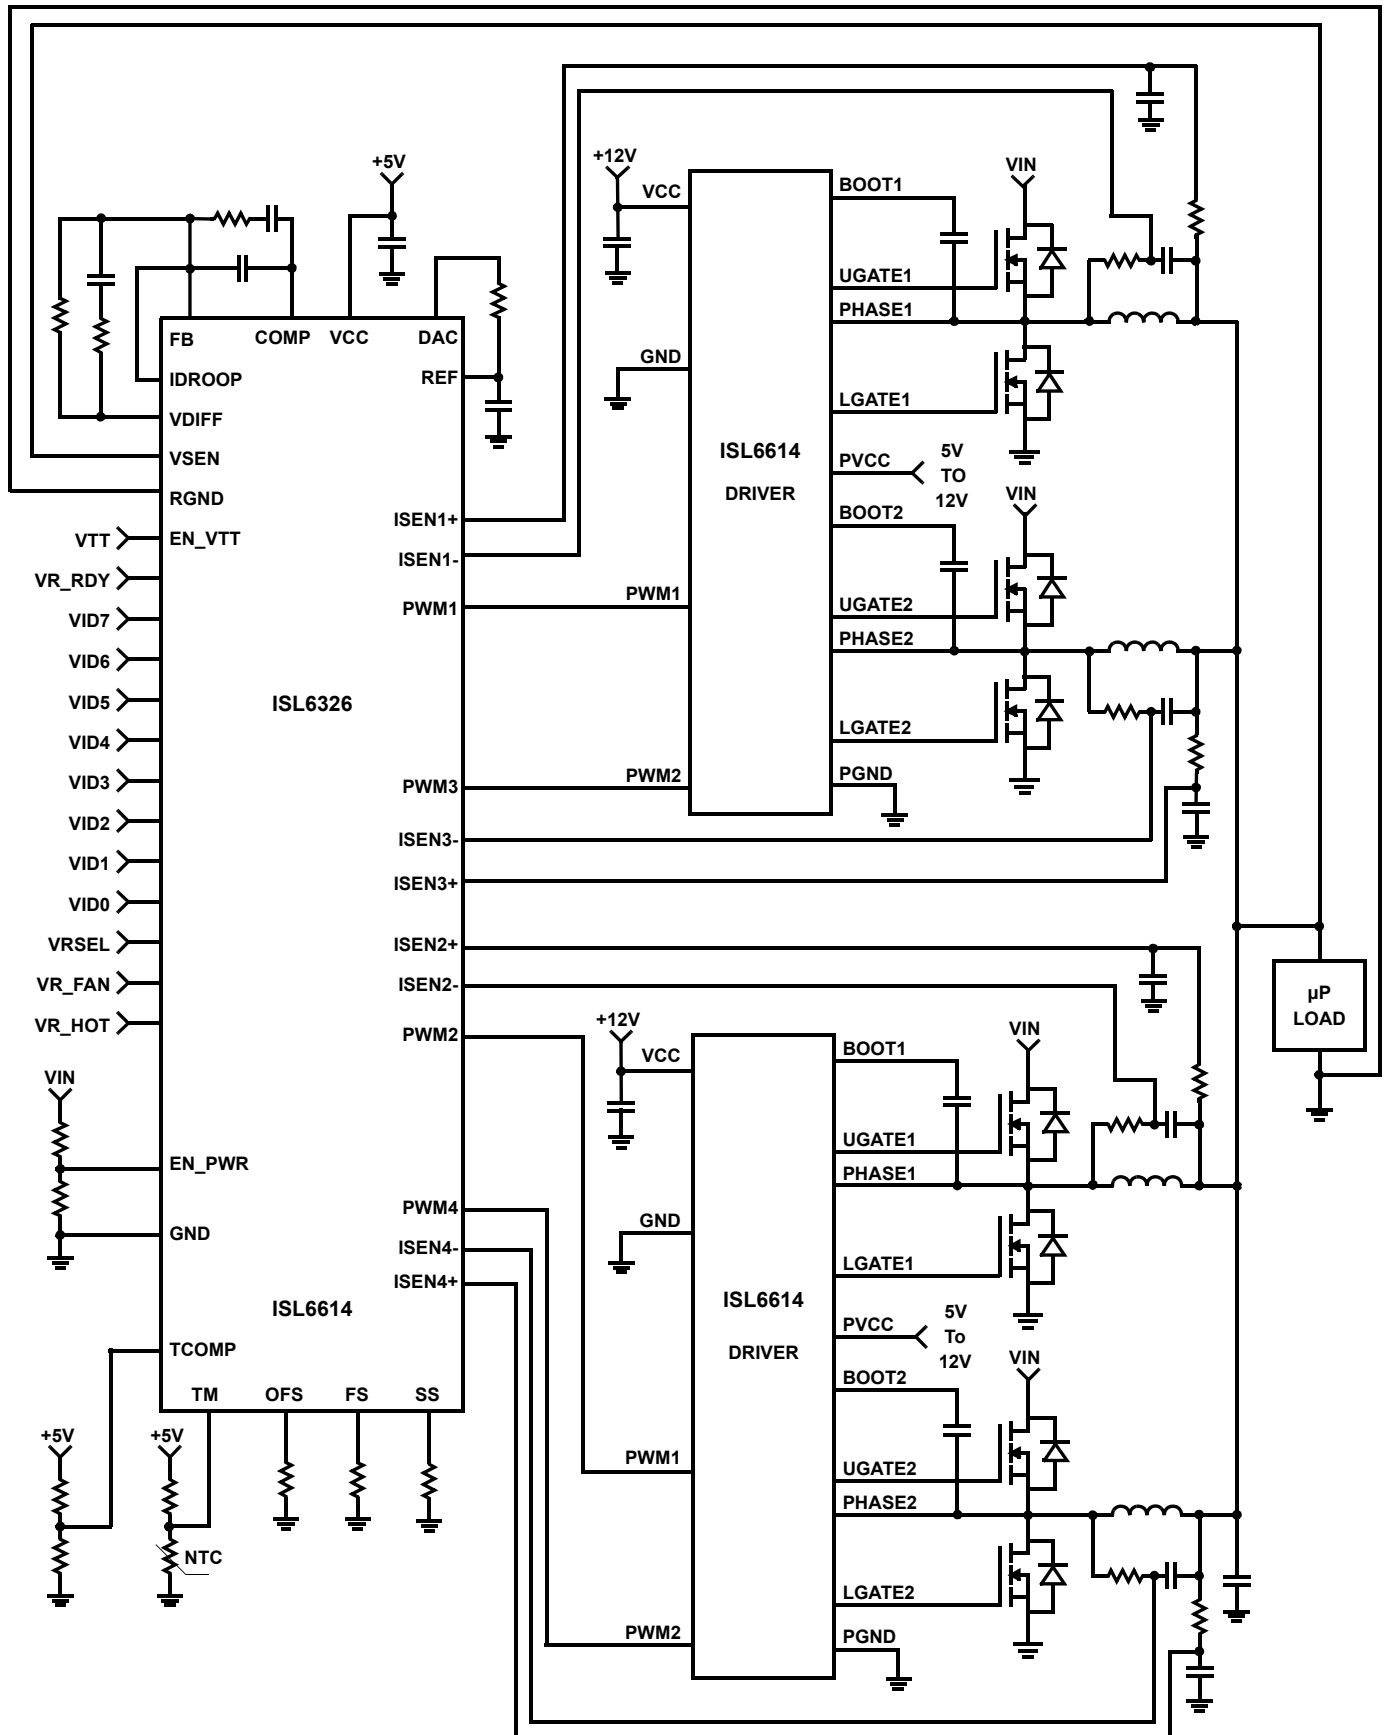 +5V
+12V
VCC
BOOT1
VIN
UGATE1
PHASE1
GND
LGATE1
ISL6614
DRIVER
PVCC
5V
TO
12V
BOOT2
VIN
UGATE2
PHASE2
LGATE2
PGND
PWM1
PWM2
FB
COMP
VCC
DAC
IDROOP
REF
VDIFF
VSEN
RGND
ISEN1+
VTT
EN_VTT
ISEN1-
VR_RDY
PWM1
VID7
VID6
VID5
ISL6326
VID4
VID3
PWM3
VID2
ISEN3-
VID1
ISEN3+
VID0
VRSEL
ISEN2+
VR_FAN
ISEN2-
VR_HOT
PWM2
VIN
EN_PWR
PWM4
GND
ISEN4-
ISEN4+
ISL6614
TCOMP
TM
OFS
FS
SS
+5V
+5V
NTC
µP
LOAD
+12V
VCC
BOOT1
VIN
UGATE1
PHASE1
GND
LGATE1
ISL6614
DRIVER
PVCC
5V
To
12V
BOOT2
VIN
PWM1
UGATE2
PHASE2
LGATE2
PWM2
PGND